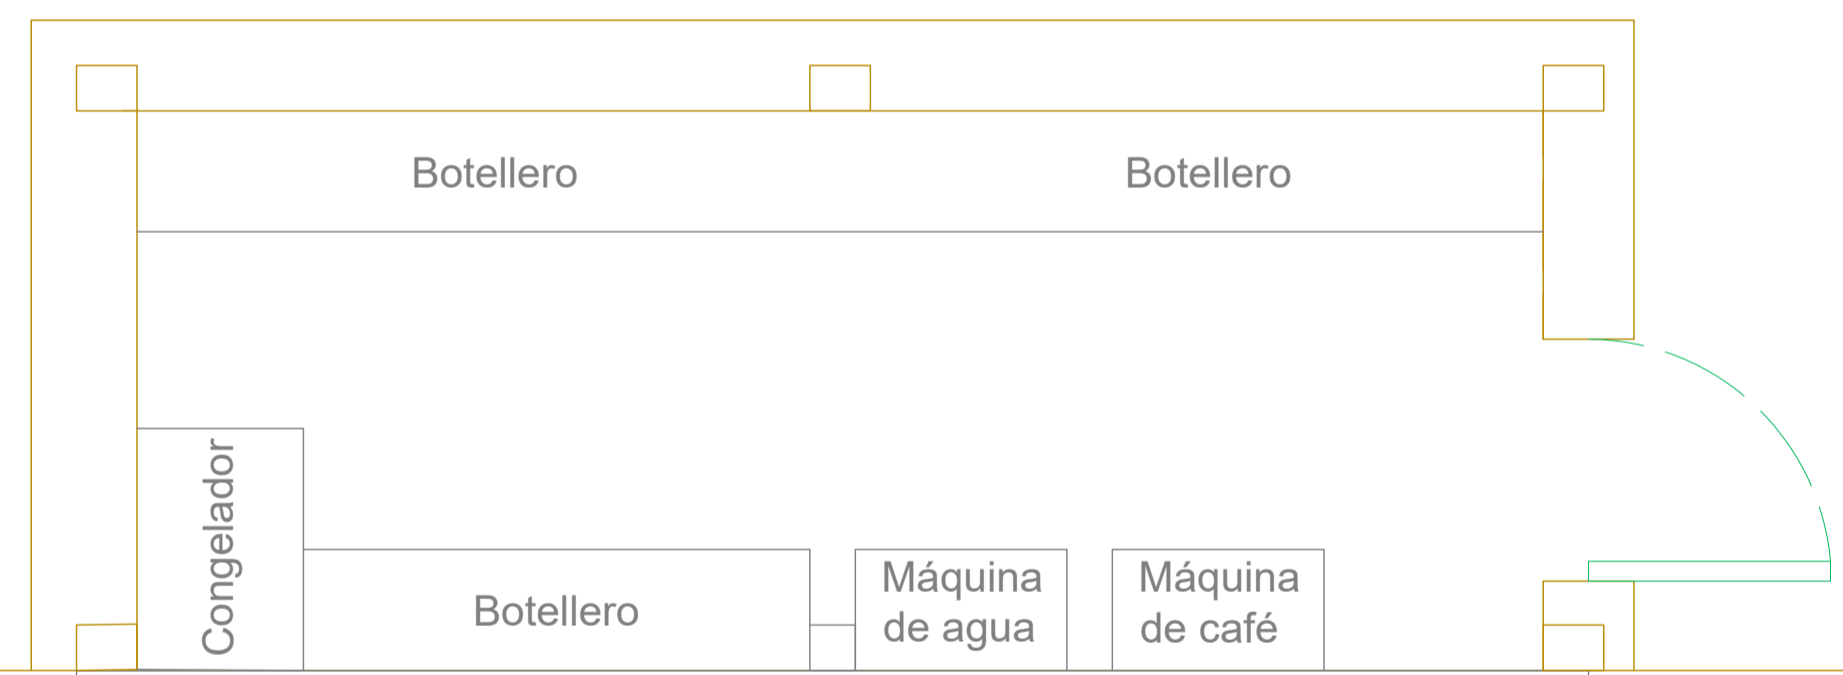 Botellero
Botellero
Congelador
Botellero
Máquina
de agua
Máquina
de café